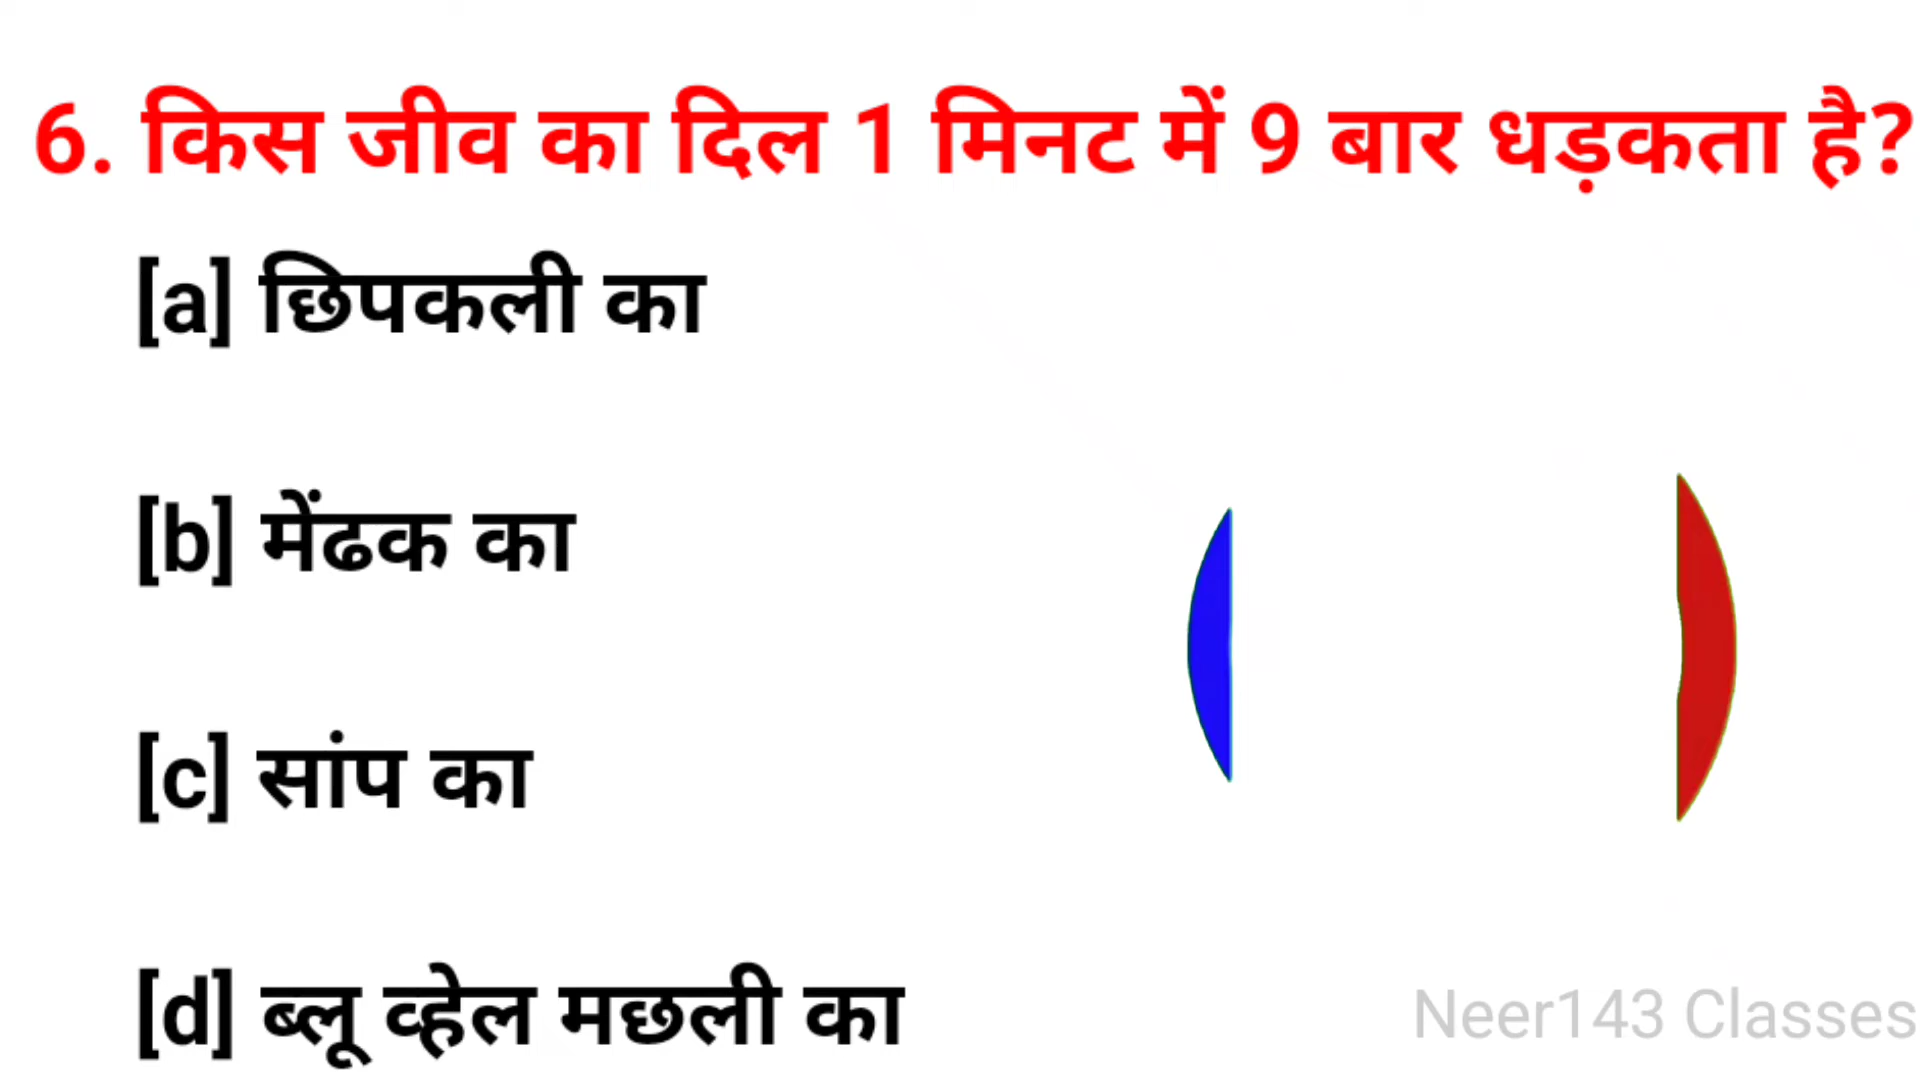 6. किस जीव का दिल 1 मिनट में 9 बार धड़कता है?
[a] छिपकली का
[b] मेंढक का
[c] सांप का
[d] ब्लू व्हेल मछली का
Neer143 Classes